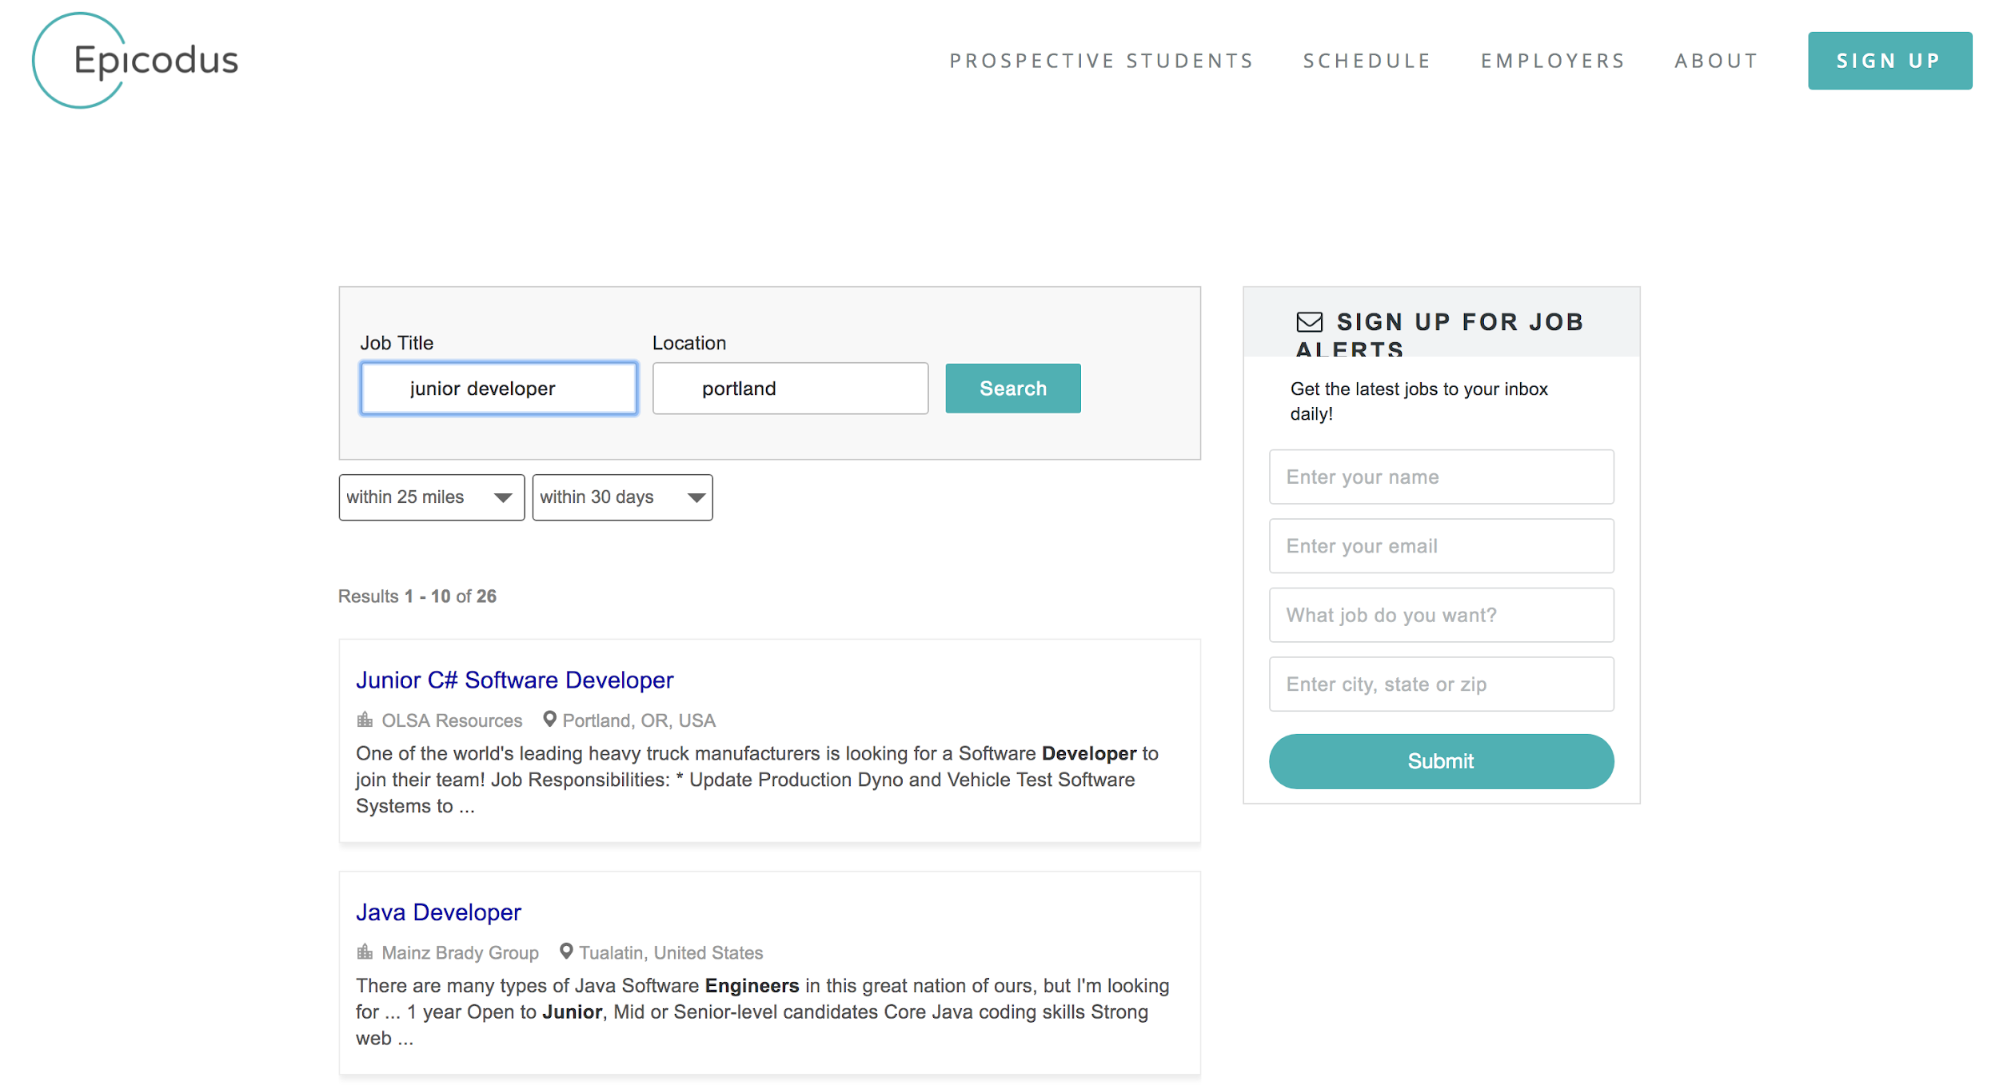 Epicodus
PROSPECTIVE STUDENTS
SCHEDULE
EMPLOYERS
ABOUT
SIGN UP
Job Title
Location
junior developer
portland
Search
within 25 miles
within 30 days
Results 1 - 10 of 26
Junior C# Software Developer
OLSA Resources
Portland, OR, USA
One of the world's leading heavy truck manufacturers is looking for a Software Developer to
join their team! Job Responsibilities: * Update Production Dyno and Vehicle Test Software
Systems to ...
Java Developer
Mainz Brady Group
Tualatin, United States
There are many types of Java Software Engineers in this great nation of ours, but I'm looking
for ... 1 year Open to Junior, Mid or Senior-level candidates Core Java coding skills Strong
web ...
SIGN UP FOR JOB
ALERTS
Get the latest jobs to your inbox
daily!
Enter your name
Enter your email
What job do you want?
Enter city, state or zip
Submit